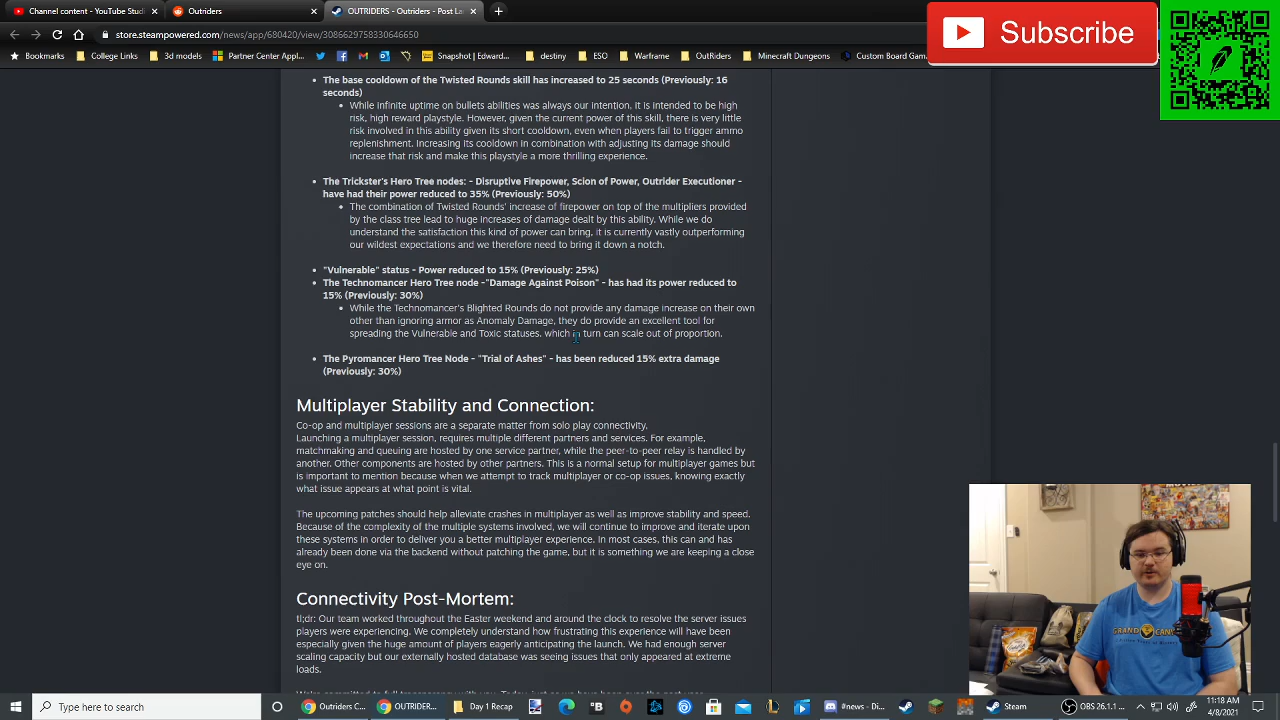 YouTube Studio
Outriders
OUTRIDERS - Outriders - Post La
store.steampowered.com/news/app/680420/view/3086629758330646650
Bookmarks College Links 3d models Partner Center App... Snapshot | Edward... destiny ESO Warframe OutRiders Minecraft Dungeons Custom Board Gam
Subscribe
The base cooldown of the Twisted Rounds skill has increased to 25 seconds (Previously: 16
seconds)
While infinite uptime on bullets abilities was always our intention, it is intended to be high
risk, high reward playstyle. However, given the current power of this skill, there is very little
risk involved in this ability given its short cooldown, even when players fail to trigger ammo
replenishment. Increasing its cooldown in combination with adjusting its damage should
increase that risk and make this playstyle a more thrilling experience.
The Trickster's Hero Tree nodes: - Disruptive Firepower, Scion of Power, Outrider Executioner -
have had their power reduced to 35% (Previously: 50%)
The combination of Twisted Rounds' increase of firepower on top of the multipliers provided
by the class tree lead to huge increases of damage dealt by this ability. While we do
understand the satisfaction this kind of power can bring, it is currently vastly outperforming
our wildest expectations and we therefore need to bring it down a notch.
"Vulnerable" status - Power reduced to 15% (Previously: 25%)
The Technomancer Hero Tree node -"Damage Against Poison" - has had its power reduced to
15% (Previously: 30%)
While the Technomancer's Blighted Rounds do not provide any damage increase on their own
other than ignoring armor as Anomaly Damage, they do provide an excellent tool for
spreading the Vulnerable and Toxic statuses, which in turn can scale out of proportion.
The Pyromancer Hero Tree Node - "Trial of Ashes" - has been reduced 15% extra damage
(Previously: 30%)
Multiplayer Stability and Connection:
Co-op and multiplayer sessions are a separate matter from solo play connectivity.
Launching a multiplayer session, requires multiple different partners and services. For example,
matchmaking and queuing are hosted by one service partner, while the peer-to-peer relay is handled by
another. Other components are hosted by other partners. This is a normal setup for multiplayer games but
is important to mention because when we attempt to track multiplayer or co-op issues, knowing exactly
what issue appears at what point is vital.
The upcoming patches should help alleviate crashes in multiplayer as well as improve stability and speed.
Because of the complexity of the multiple systems involved, we will continue to improve and iterate upon
these systems in order to deliver you a better multiplayer experience. In most cases, this can and has
already been done via the backend without patching the game, but it is something we are keeping a close
eye on.
Connectivity Post-Mortem:
tl;dr: Our team worked throughout the Easter weekend and around the clock to resolve the server issues
players were experiencing. We completely understand how frustrating this experience will have been
especially given the huge amount of players eagerly anticipating the launch. We had enough server
scaling capacity but our externally hosted database was seeing issues that only appeared at extreme
loads.
GRAND CAN
Type here to search
Outriders C...
OUTRIDER...
Day 1 Recap
#news - Di...
Steam
OBS 26.1.1 ...
11:18 AM
4/8/2021